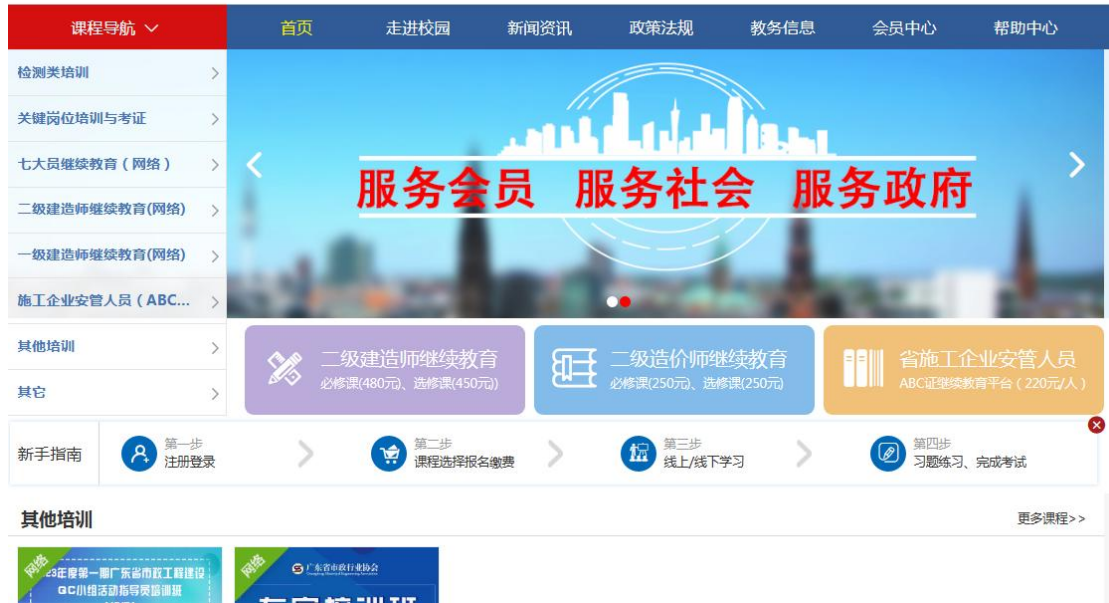 课程导航
首页
走进校园
新闻资讯
政策法规
教务信息
会员中心
帮助中心
检测类培训
关键岗位培训与考证
七大员继续教育（网络）
二级建造师继续教育(网络)
一级建造师继续教育(网络)
施工企业安管人员（ABC...
其他培训
其它
服务会员 服务社会 服务政府
二级建造师继续教育
必修课(480元)、选修课(450元))
二级造价师继续教育
必修课(250元)、选修课(250元)
省施工企业安管人员
ABC证继续教育平台（220元/人）
新手指南
第一步
注册登录
第二步
课程选择报名缴费
第三步
线上/线下学习
第四步
习题练习、完成考试
其他培训
更多课程>>
网络
23年度第一期广东省市政工程建设
QC小组活动指导员培训班
网络
广东省市政行业协会